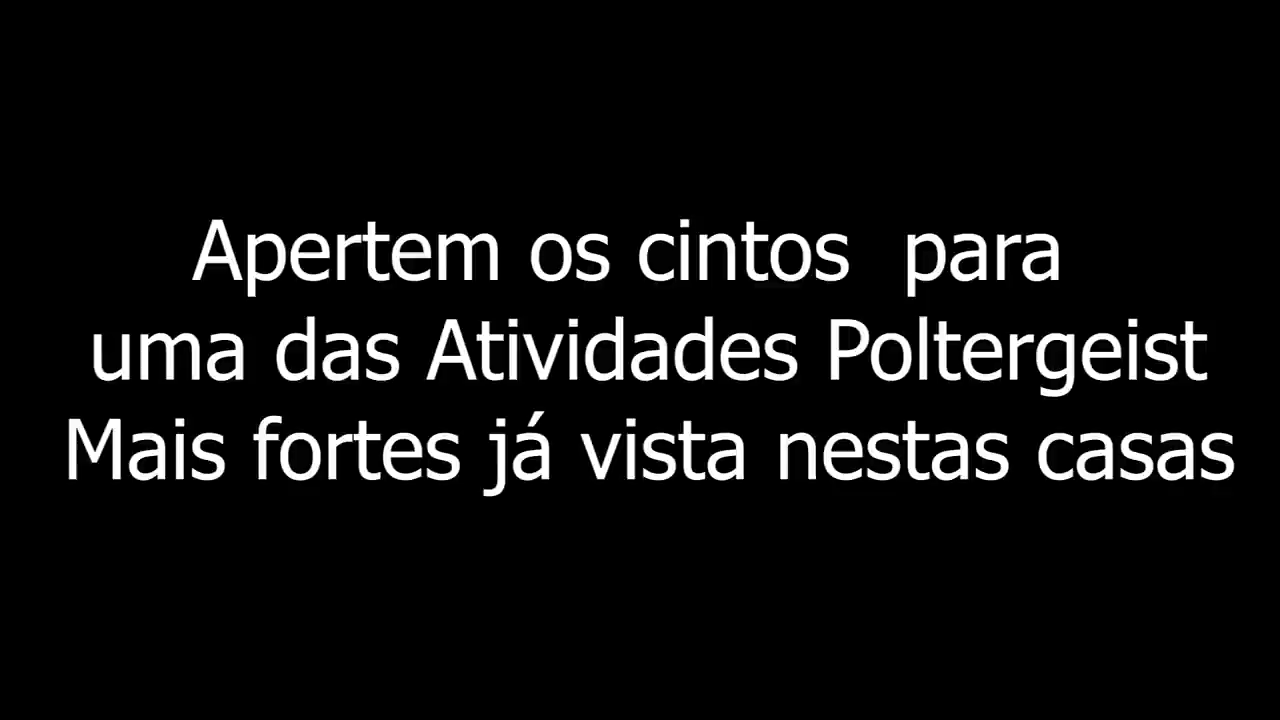 Apertem os cintos  para
uma das Atividades Poltergeist
Mais fortes já vista nestas casas